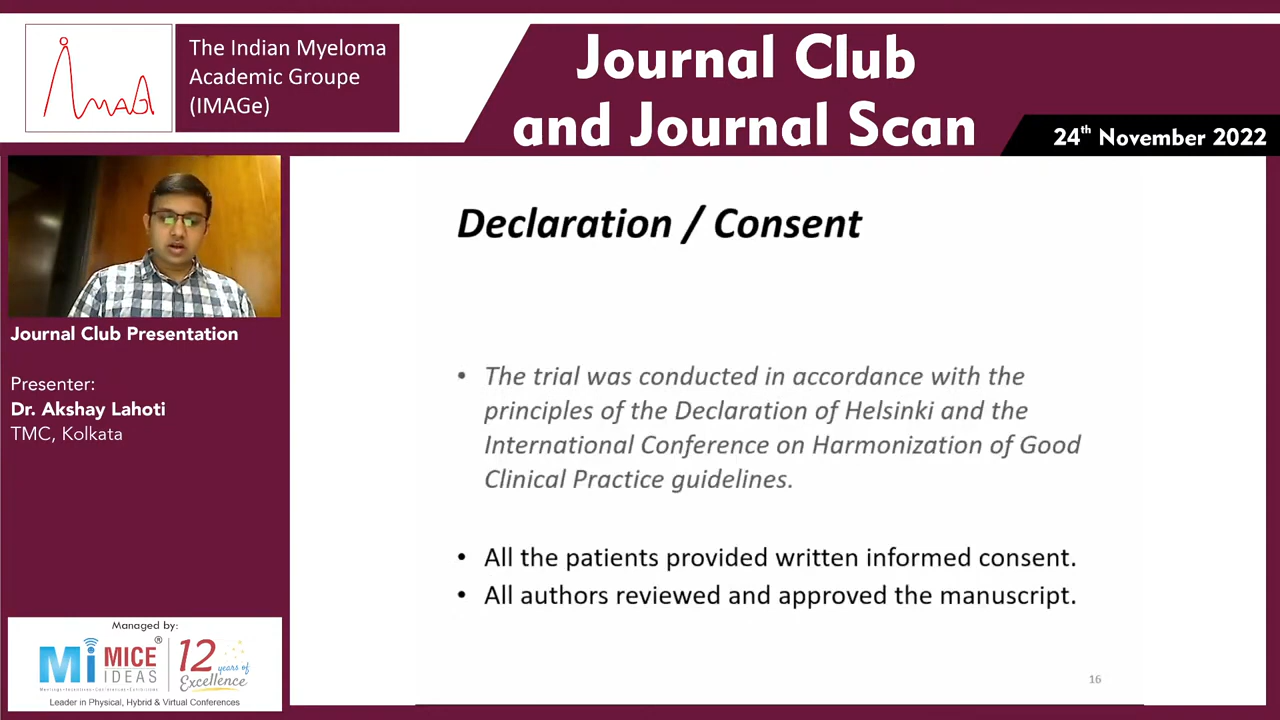 IMAGe
The Indian Myeloma
Academic Groupe
(IMAGe)
Journal Club
and Journal Scan
24th November 2022
Journal Club Presentation
Presenter:
Dr. Akshay Lahoti
TMC, Kolkata
Managed by:
Mi MICE IDEAS ®
12 years of Excellence
Leader in Physical, Hybrid & Virtual Conferences
Declaration / Consent
• The trial was conducted in accordance with the
principles of the Declaration of Helsinki and the
International Conference on Harmonization of Good
Clinical Practice guidelines.
• All the patients provided written informed consent.
• All authors reviewed and approved the manuscript.
16